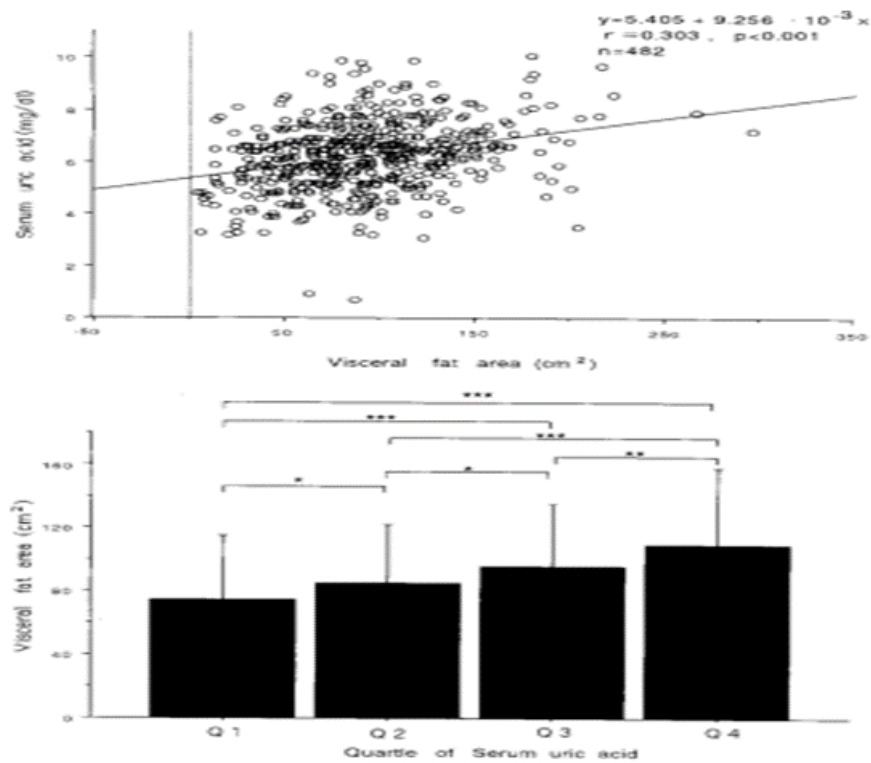 y=5.405 + 9.256 · 10⁻³ x
r =0.303 , p<0.001
n=482
Serum uric acid (mg/dl)
10
8
6
4
2
0
-50 50 150 250 350
Visceral fat area (cm²)
***
***
***
**
*
*
Visceral fat area (cm²)
160
120
80
40
0
Q 1 Q 2 Q 3 Q 4
Quartle of Serum uric acid